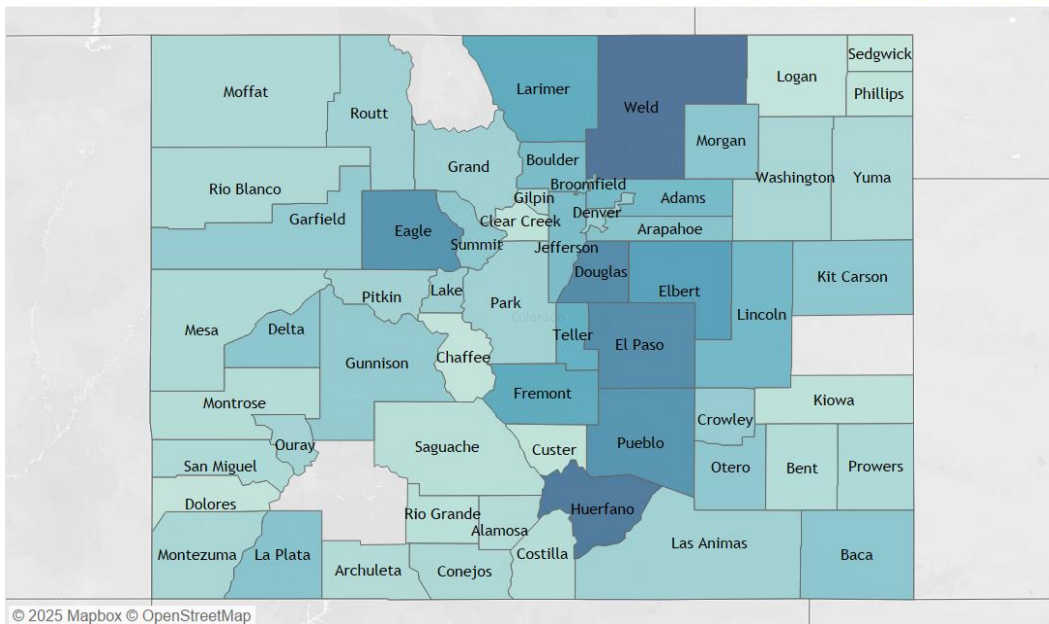 Sedgwick
Logan
Phillips
Larimer
Weld
Moffat
Routt
Morgan
Boulder
Grand
Washington
Yuma
Rio Blanco
Broomfield
Gilpin
Adams
Garfield
Clear Creek
Denver
Eagle
Arapahoe
Summit
Jefferson
Douglas
Kit Carson
Elbert
Lake
Pitkin
Park
Lincoln
Colorado
Mesa
Delta
Teller
El Paso
Chaffee
Gunnison
Fremont
Kiowa
Montrose
Crowley
Ouray
Saguache
Custer
Pueblo
San Miguel
Otero
Bent
Prowers
Dolores
Huerfano
Rio Grande
Alamosa
Las Animas
Montezuma
La Plata
Costilla
Baca
Archuleta
Conejos
© 2025 Mapbox © OpenStreetMap